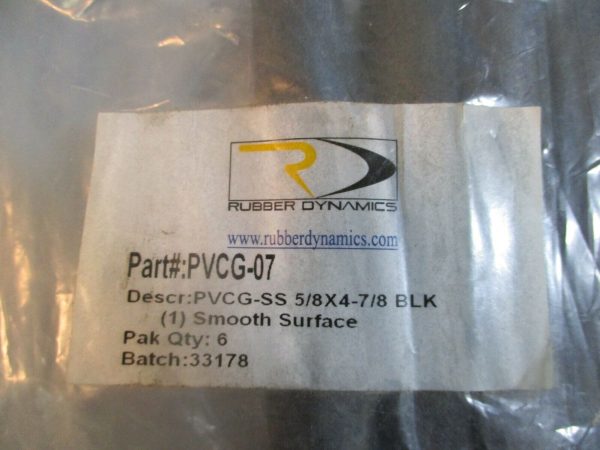 RUBBER DYNAMICS
www.rubberdynamics.com
Part#:PVCG-07
Descr:PVCG-SS 5/8X4-7/8 BLK
(1) Smooth Surface
Pak Qty: 6
Batch:33178